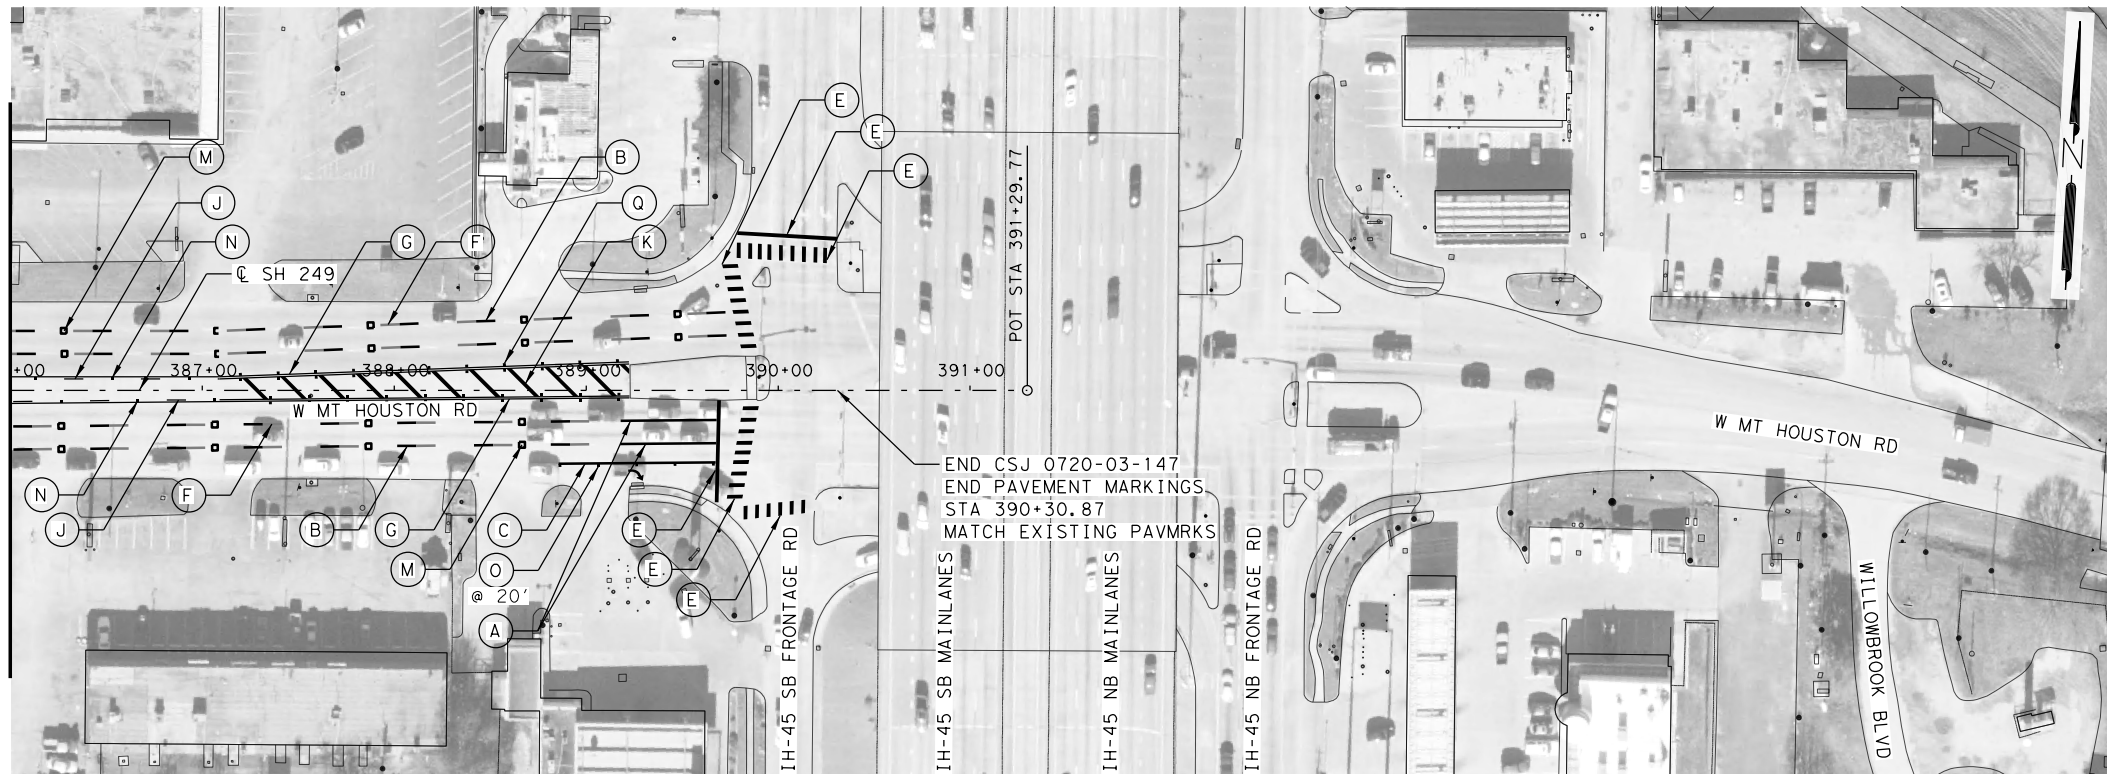 E
E
E
M
B
J
Q
N
G
F
K
℄ SH 249
POT STA 391+29.77
N
+00
387+00
388+00
389+00
390+00
391+00
W MT HOUSTON RD
W MT HOUSTON RD
END CSJ 0720-03-147
END PAVEMENT MARKINGS
STA 390+30.87
MATCH EXISTING PAVMRKS
N
F
J
B
G
C
E
M
O
@ 20'
E
E
A
IH-45 SB FRONTAGE RD
IH-45 SB MAINLANES
IH-45 NB MAINLANES
IH-45 NB FRONTAGE RD
WILLOWBROOK BLVD